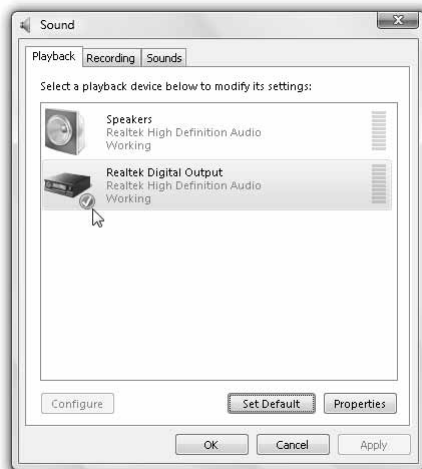 Sound
Playback Recording Sounds
Select a playback device below to modify its settings:
Speakers
Realtek High Definition Audio
Working
Realtek Digital Output
Realtek High Definition Audio
Working
Configure Set Default Properties
OK Cancel Apply